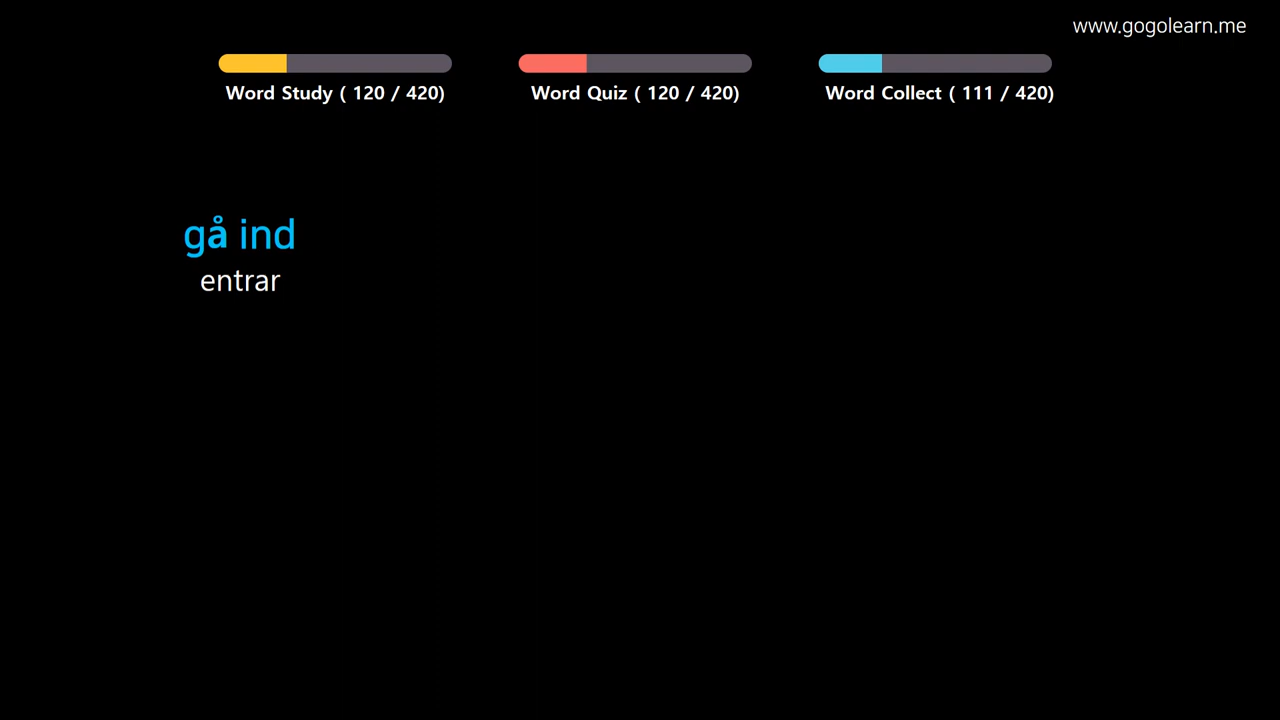 www.gogolearn.me
Word Study ( 120 / 420)
Word Quiz ( 120 / 420)
Word Collect ( 111 / 420)
gå ind
entrar